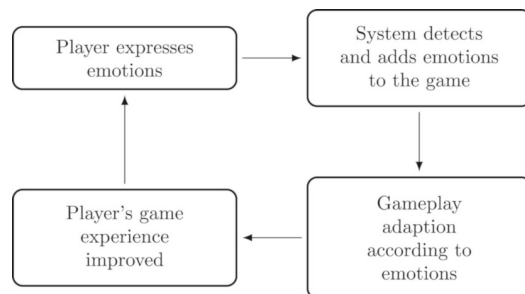 Player expresses
emotions
System detects
and adds emotions
to the game
Player's game
experience
improved
Gameplay
adaption
according to
emotions